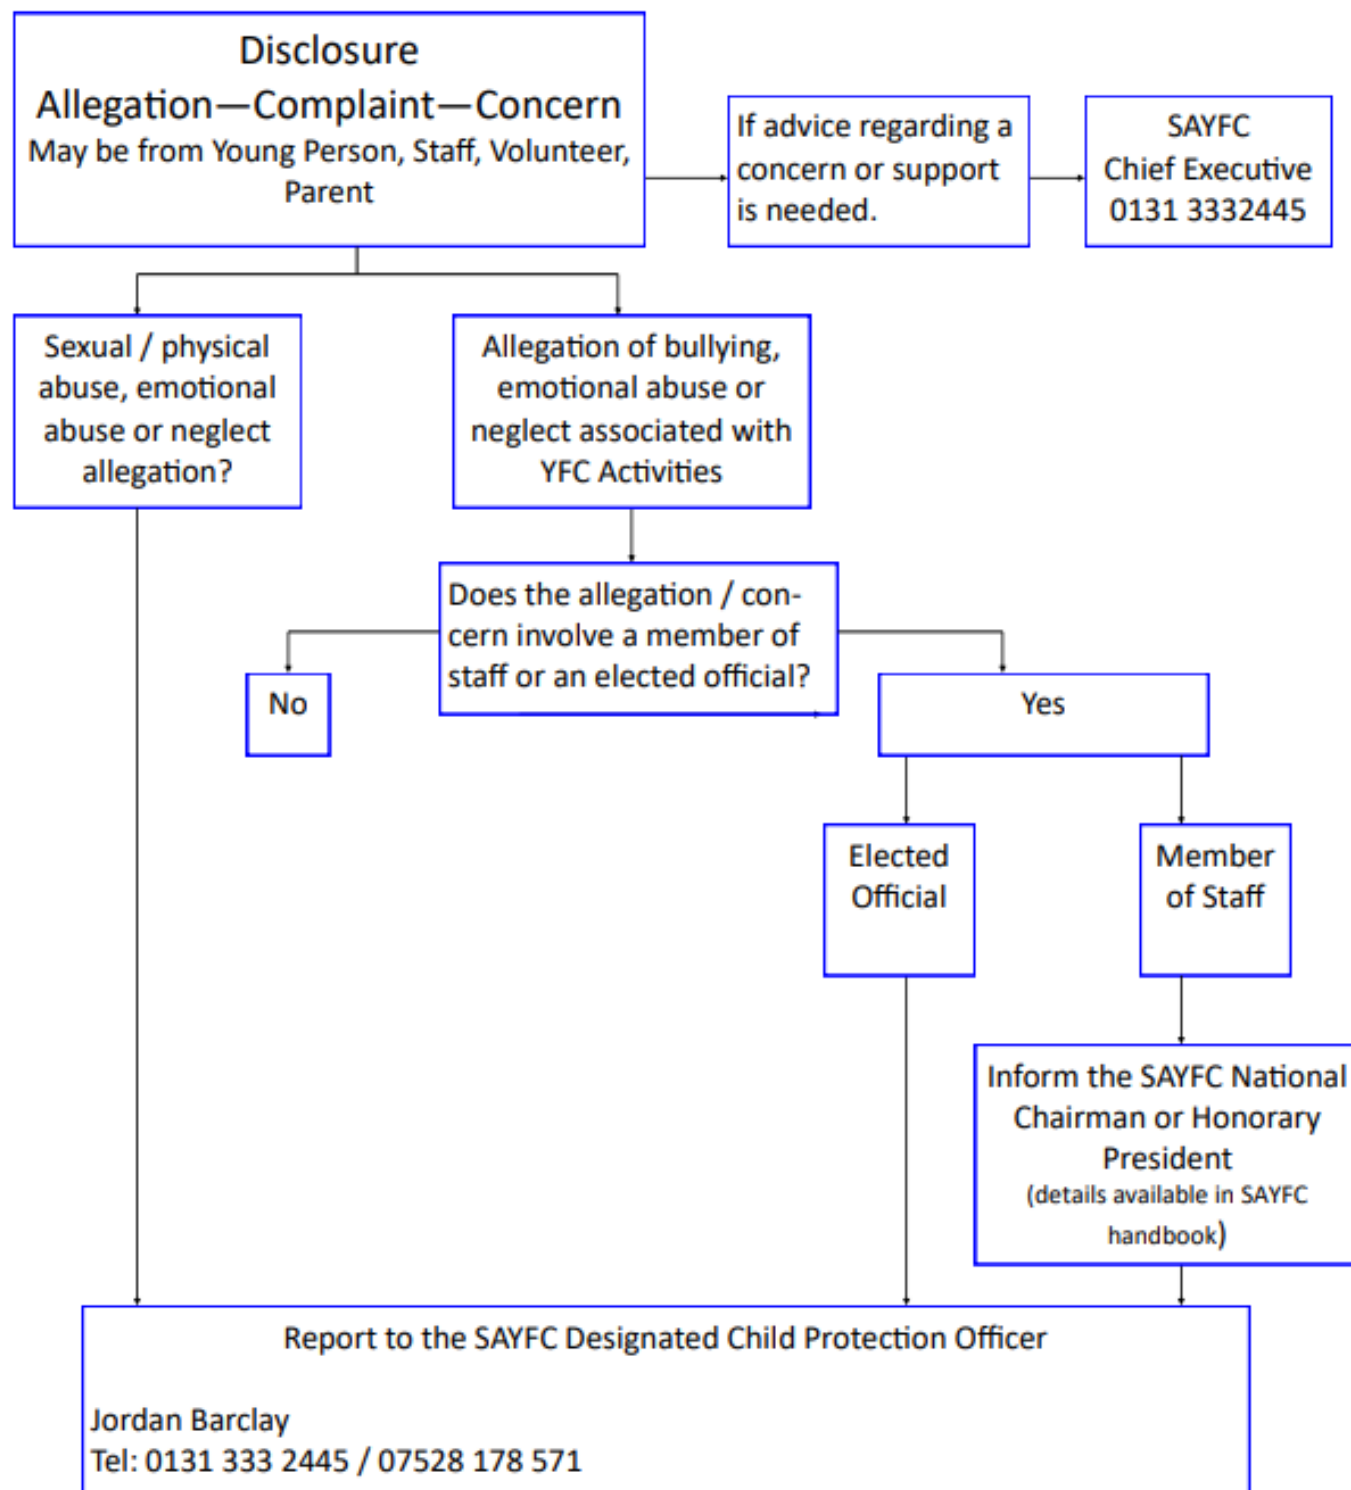 Disclosure
Allegation—Complaint—Concern
May be from Young Person, Staff, Volunteer,
Parent
If advice regarding a
concern or support
is needed.
SAYFC
Chief Executive
0131 3332445
Sexual / physical
abuse, emotional
abuse or neglect
allegation?
Allegation of bullying,
emotional abuse or
neglect associated with
YFC Activities
Does the allegation / con-
cern involve a member of
staff or an elected official?
No
Yes
Elected
Official
Member
of Staff
Inform the SAYFC National
Chairman or Honorary
President
(details available in SAYFC
handbook)
Report to the SAYFC Designated Child Protection Officer
Jordan Barclay
Tel: 0131 333 2445 / 07528 178 571